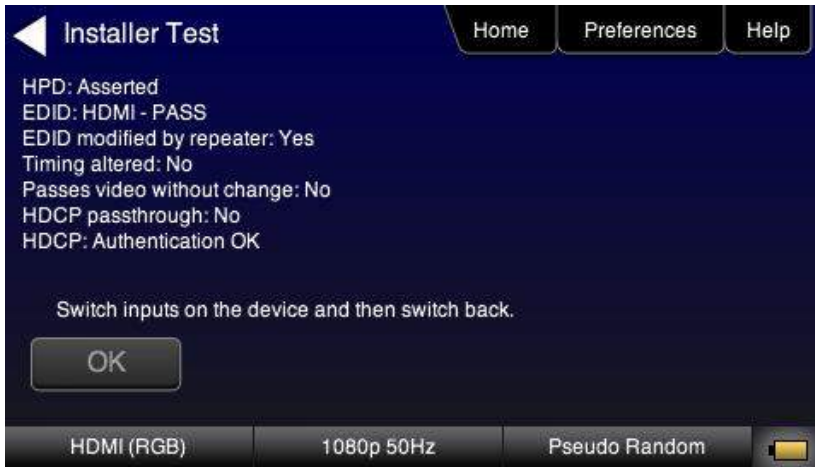 Installer Test
Home
Preferences
Help
HPD: Asserted
EDID: HDMI - PASS
EDID modified by repeater: Yes
Timing altered: No
Passes video without change: No
HDCP passthrough: No
HDCP: Authentication OK
Switch inputs on the device and then switch back.
OK
HDMI (RGB)
1080p 50Hz
Pseudo Random